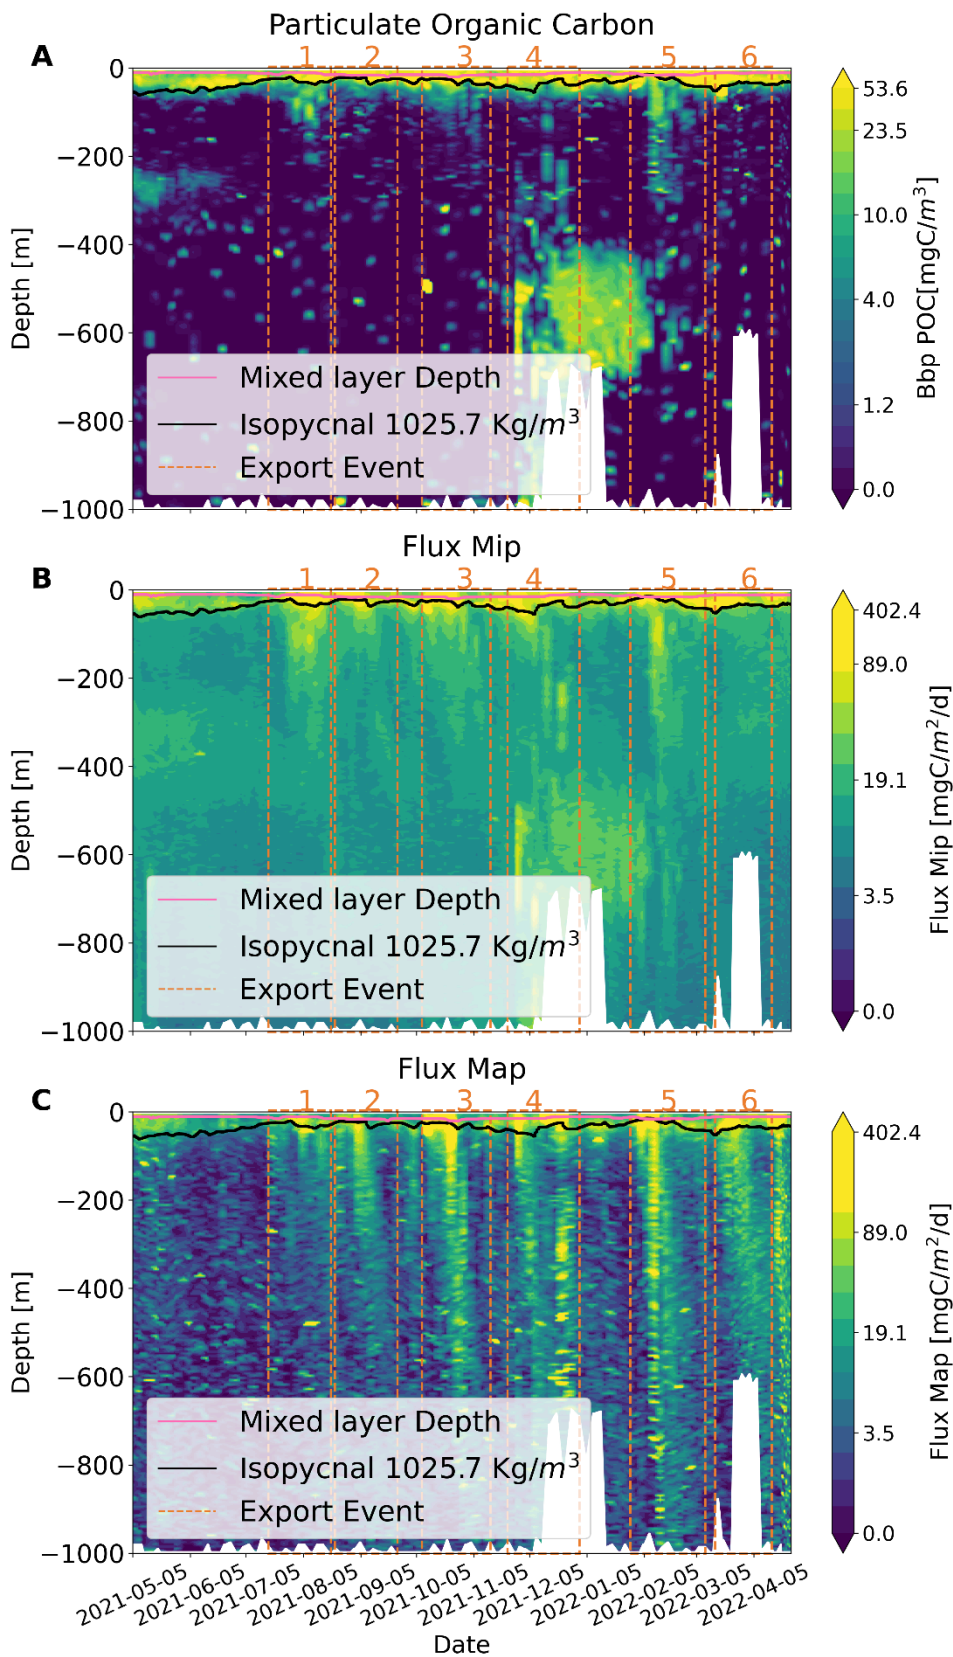 Particulate Organic Carbon
A
1 2 3 4 5 6
0
−200
−400
−600
−800
−1000
Depth [m]
Mixed layer Depth
Isopycnal 1025.7 Kg/m³
Export Event
53.6
23.5
10.0
4.0
1.2
0.0
Bbp POC[mgC/m³]
Flux Mip
B
1 2 3 4 5 6
0
−200
−400
−600
−800
−1000
Depth [m]
Mixed layer Depth
Isopycnal 1025.7 Kg/m³
Export Event
402.4
89.0
19.1
3.5
0.0
Flux Mip [mgC/m²/d]
Flux Map
C
1 2 3 4 5 6
0
−200
−400
−600
−800
−1000
Depth [m]
Mixed layer Depth
Isopycnal 1025.7 Kg/m³
Export Event
402.4
89.0
19.1
3.5
0.0
Flux Map [mgC/m²/d]
2021-05-05
2021-06-05
2021-07-05
2021-08-05
2021-09-05
2021-10-05
2021-11-05
2021-12-05
2022-01-05
2022-02-05
2022-03-05
2022-04-05
Date